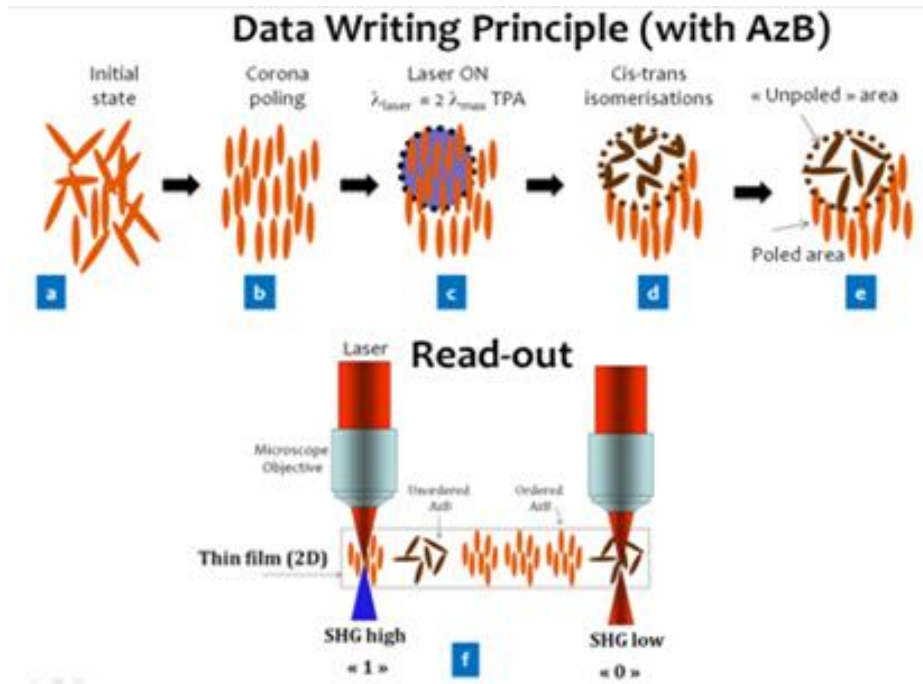 Data Writing Principle (with AzB)
Initial
state
Corona
poling
Laser ON
λlaser = 2 λmax TPA
Cis-trans
isomerisations
« Unpoled » area
Poled area
a
b
c
d
e
Read-out
Laser
Microscope
Objective
Unordered
AzB
Ordered
AzB
Thin film (2D)
SHG high
« 1 »
SHG low
« 0 »
f